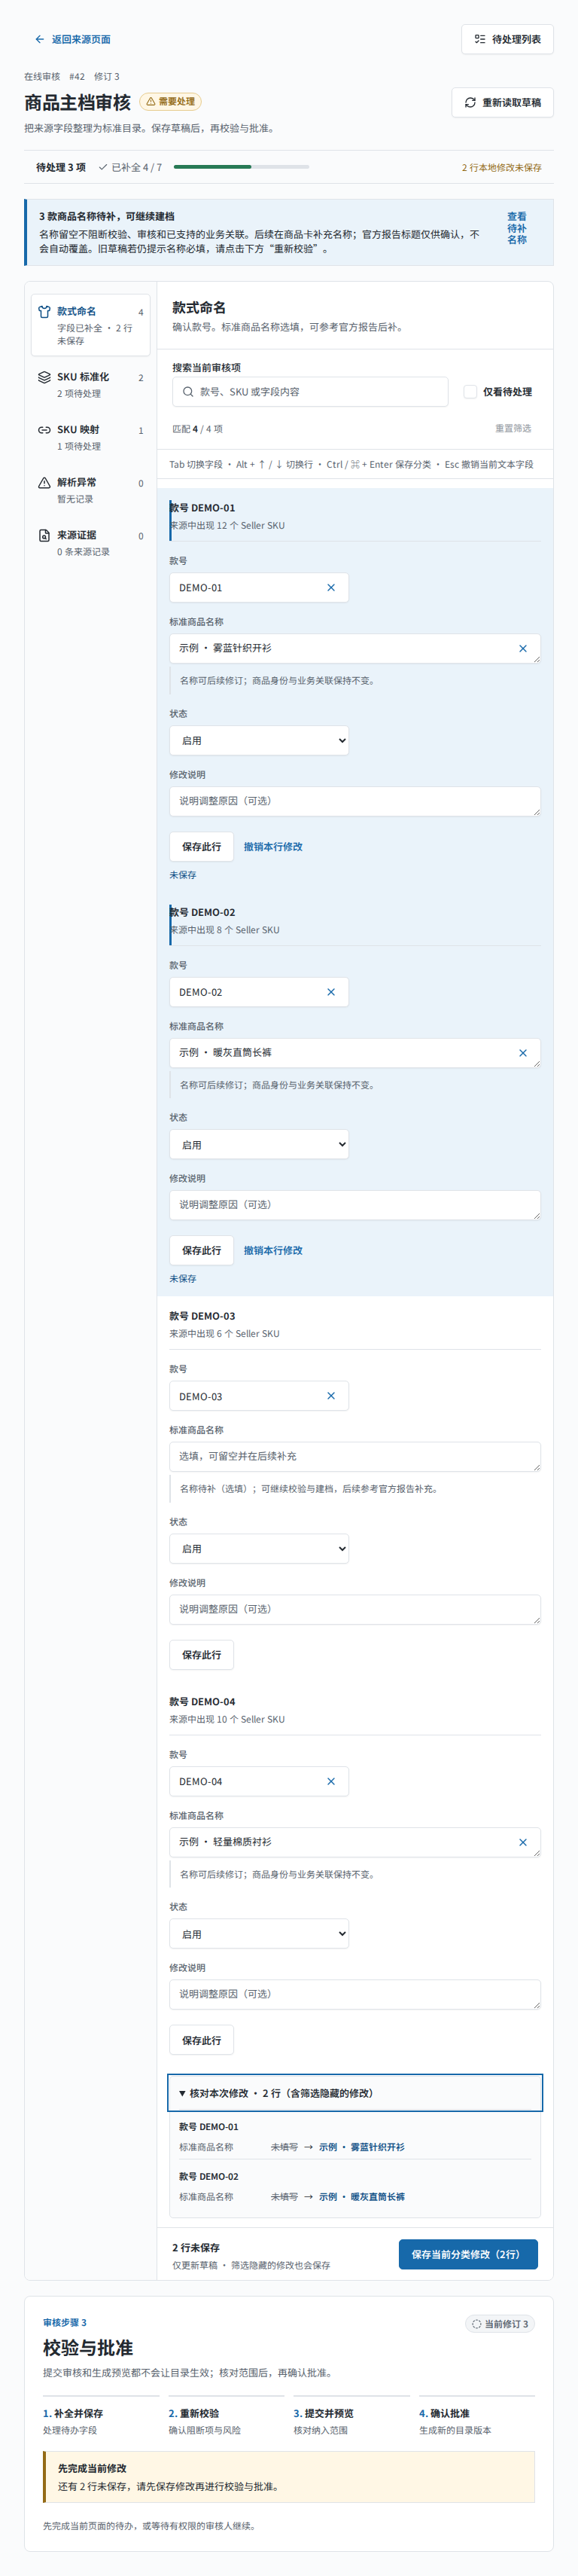 返回来源页面
待处理列表
在线审核 #42 修订 3
商品主档审核
需要处理
重新读取草稿
把来源字段整理为标准目录。保存草稿后，再校验与批准。
待处理 3 项
已补全 4 / 7
2 行本地修改未保存
3 款商品名称待补，可继续建档
名称留空不阻断校验、审核和已支持的业务关联。后续在商品卡补充名称；官方报告标题仅供确认，不
会自动覆盖。旧草稿若仍提示名称必填，请点击下方“重新校验”。
查看
待补
名称
款式命名 4
字段已补全 · 2 行
未保存
SKU 标准化 2
2 项待处理
SKU 映射 1
1 项待处理
解析异常 0
暂无记录
来源证据 0
0 条来源记录
款式命名
确认款号。标准商品名称选填，可参考官方报告后补。
搜索当前审核项
款号、SKU 或字段内容
仅看待处理
匹配 4 / 4 项
重置筛选
Tab 切换字段 · Alt + ↑ / ↓ 切换行 · Ctrl / ⌘ + Enter 保存分类 · Esc 撤销当前文本字段
款号 DEMO-01
来源中出现 12 个 Seller SKU
款号
DEMO-01
标准商品名称
示例 · 雾蓝针织开衫
名称可后续修订；商品身份与业务关联保持不变。
状态
启用
修改说明
说明调整原因（可选）
保存此行
撤销本行修改
未保存
款号 DEMO-02
来源中出现 8 个 Seller SKU
款号
DEMO-02
标准商品名称
示例 · 暖灰直筒长裤
名称可后续修订；商品身份与业务关联保持不变。
状态
启用
修改说明
说明调整原因（可选）
保存此行
撤销本行修改
未保存
款号 DEMO-03
来源中出现 6 个 Seller SKU
款号
DEMO-03
标准商品名称
选填，可留空并在后续补充
名称待补（选填）；可继续校验与建档，后续参考官方报告补充。
状态
启用
修改说明
说明调整原因（可选）
保存此行
款号 DEMO-04
来源中出现 10 个 Seller SKU
款号
DEMO-04
标准商品名称
示例 · 轻量棉质衬衫
名称可后续修订；商品身份与业务关联保持不变。
状态
启用
修改说明
说明调整原因（可选）
保存此行
▼ 核对本次修改 · 2 行（含筛选隐藏的修改）
款号 DEMO-01
标准商品名称 未填写 → 示例 · 雾蓝针织开衫
款号 DEMO-02
标准商品名称 未填写 → 示例 · 暖灰直筒长裤
2 行未保存
仅更新草稿 · 筛选隐藏的修改也会保存
保存当前分类修改（2行）
审核步骤 3
当前修订 3
校验与批准
提交审核和生成预览都不会让目录生效；核对范围后，再确认批准。
1. 补全并保存
处理待办字段
2. 重新校验
确认阻断项与风险
3. 提交并预览
核对纳入范围
4. 确认批准
生成新的目录版本
先完成当前修改
还有 2 行未保存，请先保存修改再进行校验与批准。
先完成当前页面的待办，或等待有权限的审核人继续。